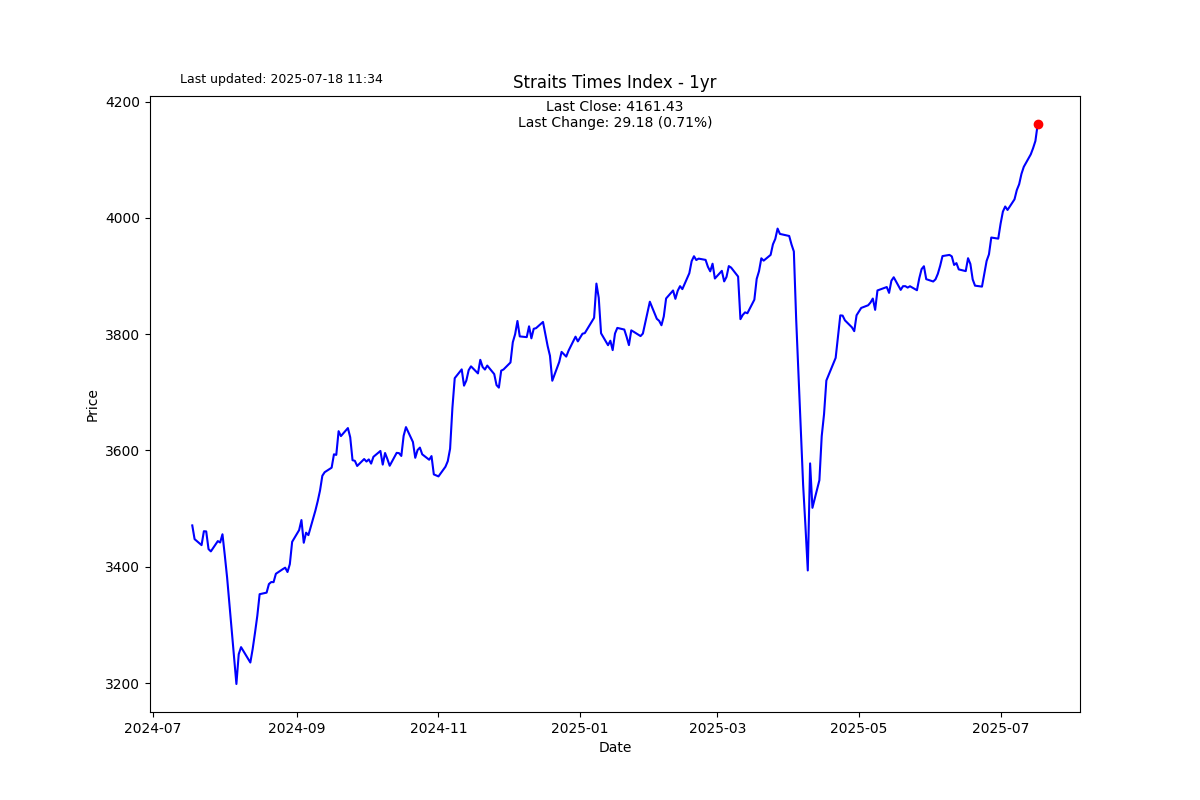 Last updated: 2025-07-18 11:34
Straits Times Index - 1yr
Last Close: 4161.43
Last Change: 29.18 (0.71%)
Price
4200
4000
3800
3600
3400
3200
2024-07
2024-09
2024-11
2025-01
2025-03
2025-05
2025-07
Date